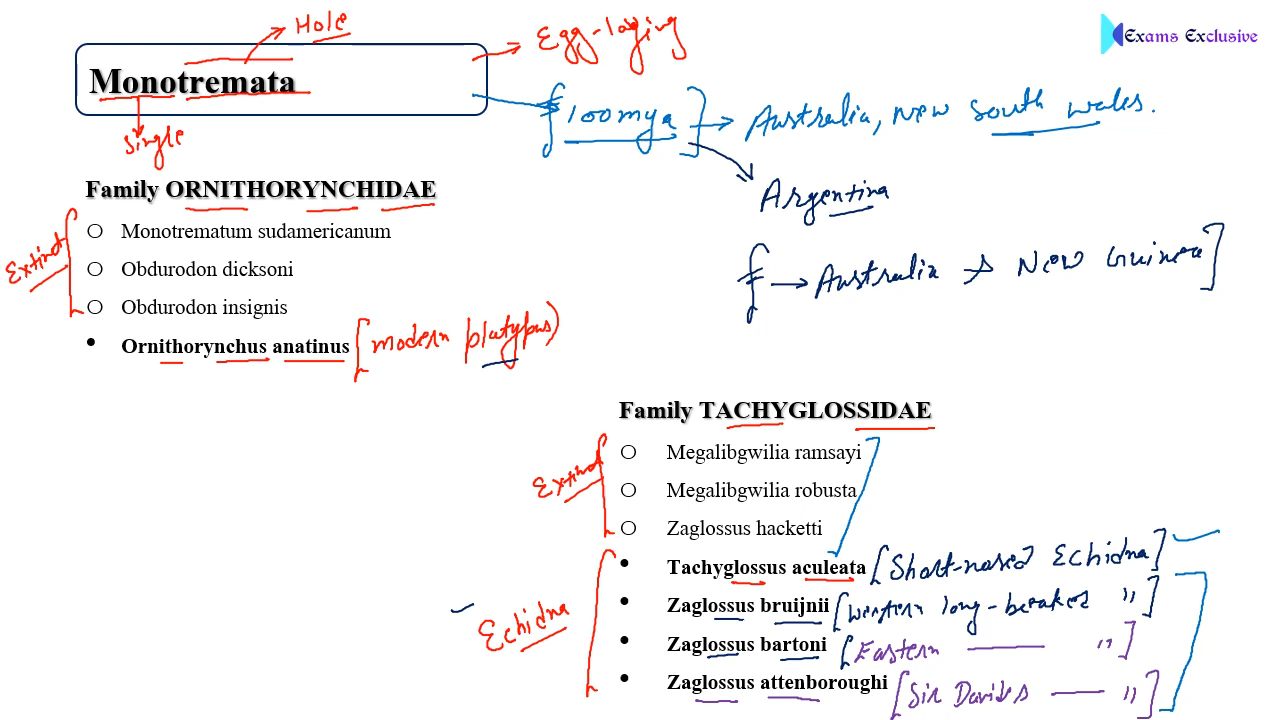 Hole
Egg-laying
Exams Exclusive
Monotremata
100mya → Australia, New South Wales.
Single
Argentina
Family ORNITHORYNCHIDAE
Extinct
Monotrematum sudamericanum
Obdurodon dicksoni
Obdurodon insignis
→ Australia → New Guinea]
Ornithorynchus anatinus [modern platypus)
Family TACHYGLOSSIDAE
Extinct
Megalibgwilia ramsayi
Megalibgwilia robusta
Zaglossus hacketti
Echidna
Tachyglossus aculeata [Short-nosed Echidna]
Zaglossus bruijnii [Western long-beaked "]
Zaglossus bartoni [Eastern — "]
Zaglossus attenboroughi [Sir Davids — "]